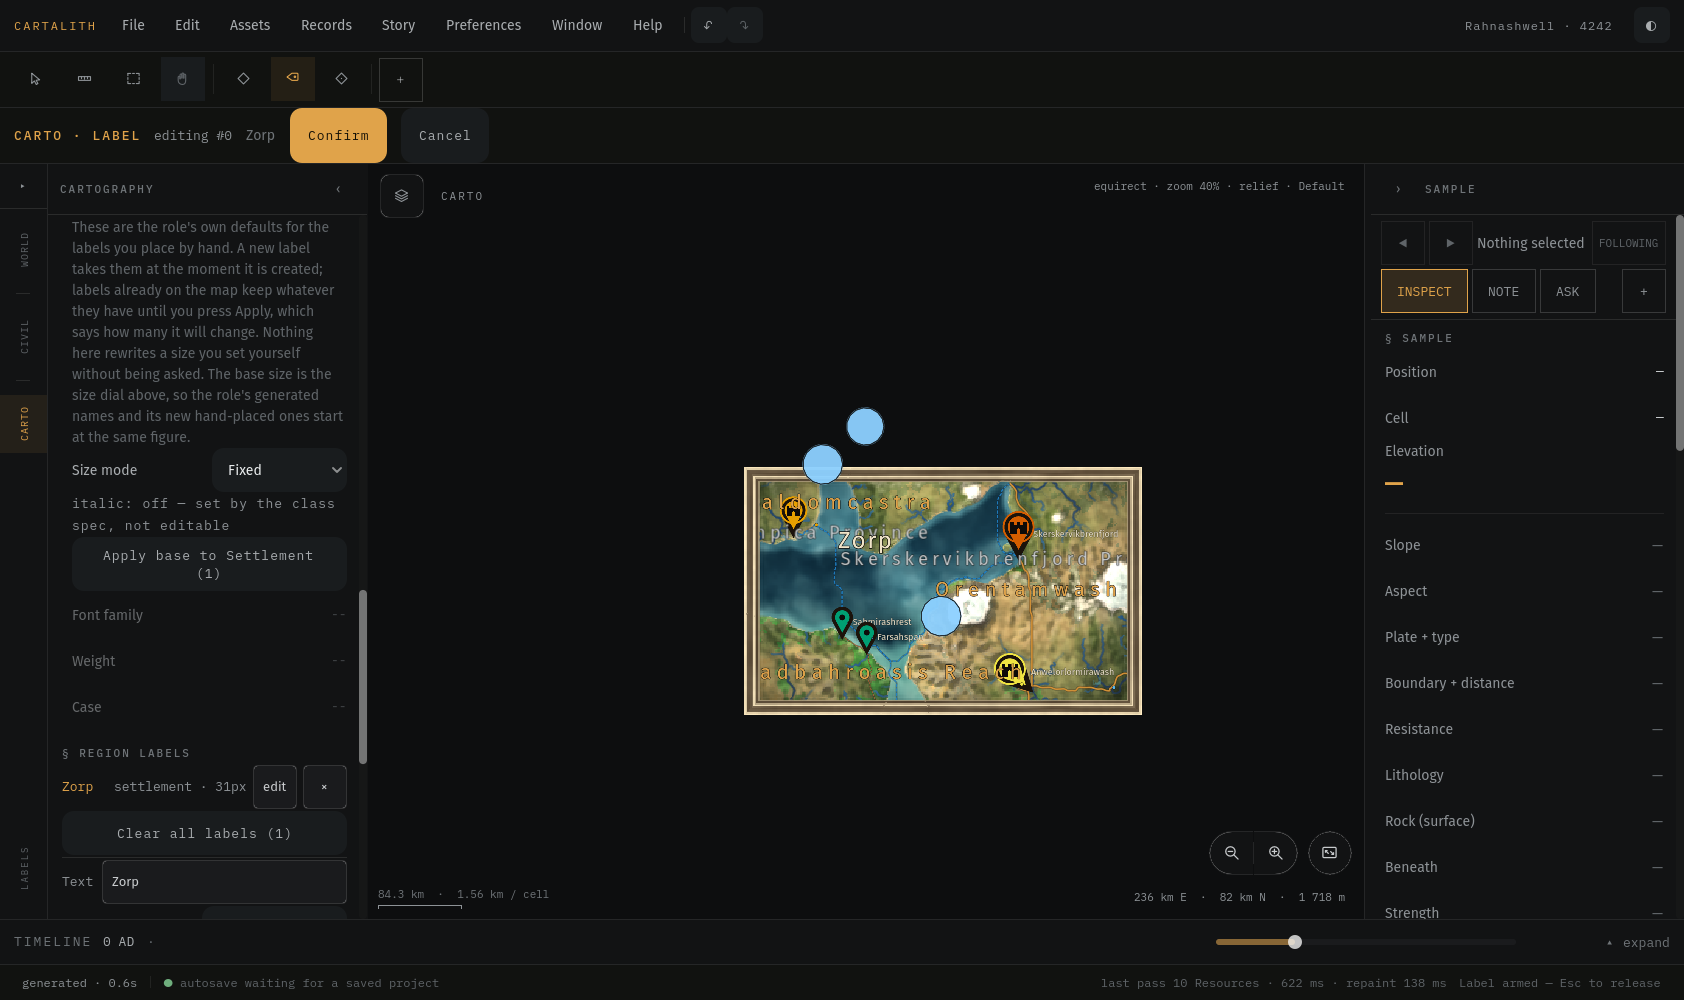 CARTALITH File Edit Assets Records Story Preferences Window Help Rahnashwell · 4242
+
CARTO · LABEL editing #0 Zorp Confirm Cancel
CARTOGRAPHY
WORLD
CIVIL
CARTO
LABELS
These are the role's own defaults for the
labels you place by hand. A new label
takes them at the moment it is created;
labels already on the map keep whatever
they have until you press Apply, which
says how many it will change. Nothing
here rewrites a size you set yourself
without being asked. The base size is the
size dial above, so the role's generated
names and its new hand-placed ones start
at the same figure.
Size mode Fixed
italic: off — set by the class
spec, not editable
Apply base to Settlement
(1)
Font family --
Weight --
Case --
§ REGION LABELS
Zorp settlement · 31px edit ×
Clear all labels (1)
Text Zorp
CARTO
equirect · zoom 40% · relief · Default
aldomcastra
Province
Zorp
Skerskervikbrenfjord
Skerskervikbrenfjord Pr
Orentamwash
Farsahspan
adbahroasis Rea
84.3 km · 1.56 km / cell
236 km E · 82 km N · 1 718 m
SAMPLE
Nothing selected FOLLOWING
INSPECT NOTE ASK +
§ SAMPLE
Position —
Cell —
Elevation
—
Slope —
Aspect —
Plate + type —
Boundary + distance —
Resistance —
Lithology —
Rock (surface) —
Beneath —
Strength —
TIMELINE 0 AD · expand
generated · 0.6s autosave waiting for a saved project last pass 10 Resources · 622 ms · repaint 138 ms Label armed — Esc to release